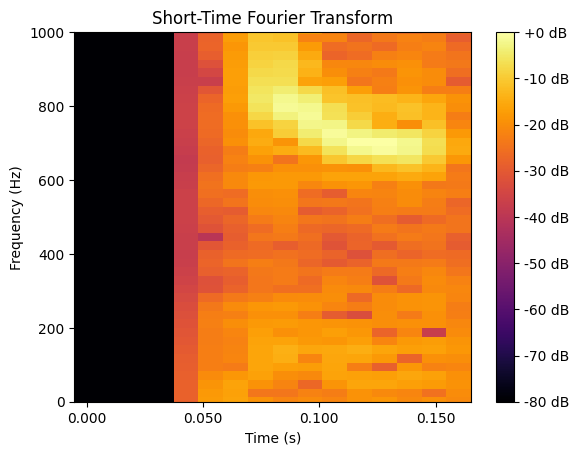 Short-Time Fourier Transform
1000
800
600
400
200
0
Frequency (Hz)
0.000
0.050
0.100
0.150
Time (s)
+0 dB
-10 dB
-20 dB
-30 dB
-40 dB
-50 dB
-60 dB
-70 dB
-80 dB